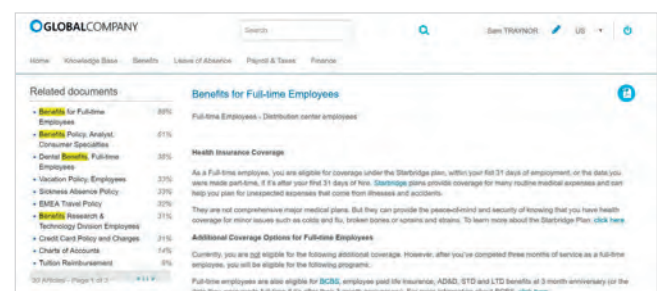 GLOBALCOMPANY
Search
Sam TRAYNOR
US
Home Knowledge Base Benefits Leave of Absence Payroll & Taxes Finance
Related documents
Benefits for Full-time Employees
Benefits for Full-time 89%
Employees
Full-time Employees - Distribution center employees
Benefits Policy, Analyst, 81%
Consumer Specialties
Dental Benefits, Full-time 38%
Employees
Vacation Policy, Employees 33%
Sickness Absence Policy 33%
EMEA Travel Policy 32%
Benefits Research & 31%
Technology Division Employees
Credit Card Policy and Charges 31%
Charts of Accounts 14%
Tuition Reimbursement
20 Articles - Page 1 of
Health Insurance Coverage
As a Full-time employee, you are eligible for coverage under the Starbridge plan, within your fist 31 days of employment, or the date you
were made part-time, if it's after your first 31 days of hire. Starbridge plans provide coverage for many routine medical expenses and can
help you plan for unexpected expenses that come from illnesses and accidents.
They are not comprehensive major medical plans. But they can provide the peace-of-mind and security of knowing that you have health
coverage for minor issues such as colds and flu, broken bones or sprains and strains. To learn more about the Starbridge Plan, click here.
Additional Coverage Options for Full-time Employees
Currently, you are not eligible for the following additional coverage. However, after you've completed three months of service as a full-time
employee, you will be eligible for the following programs.
Full-time employees are also eligible for BCBS, employee paid life insurance, AD&D, STD and LTD benefits at 3 month anniversary (or the